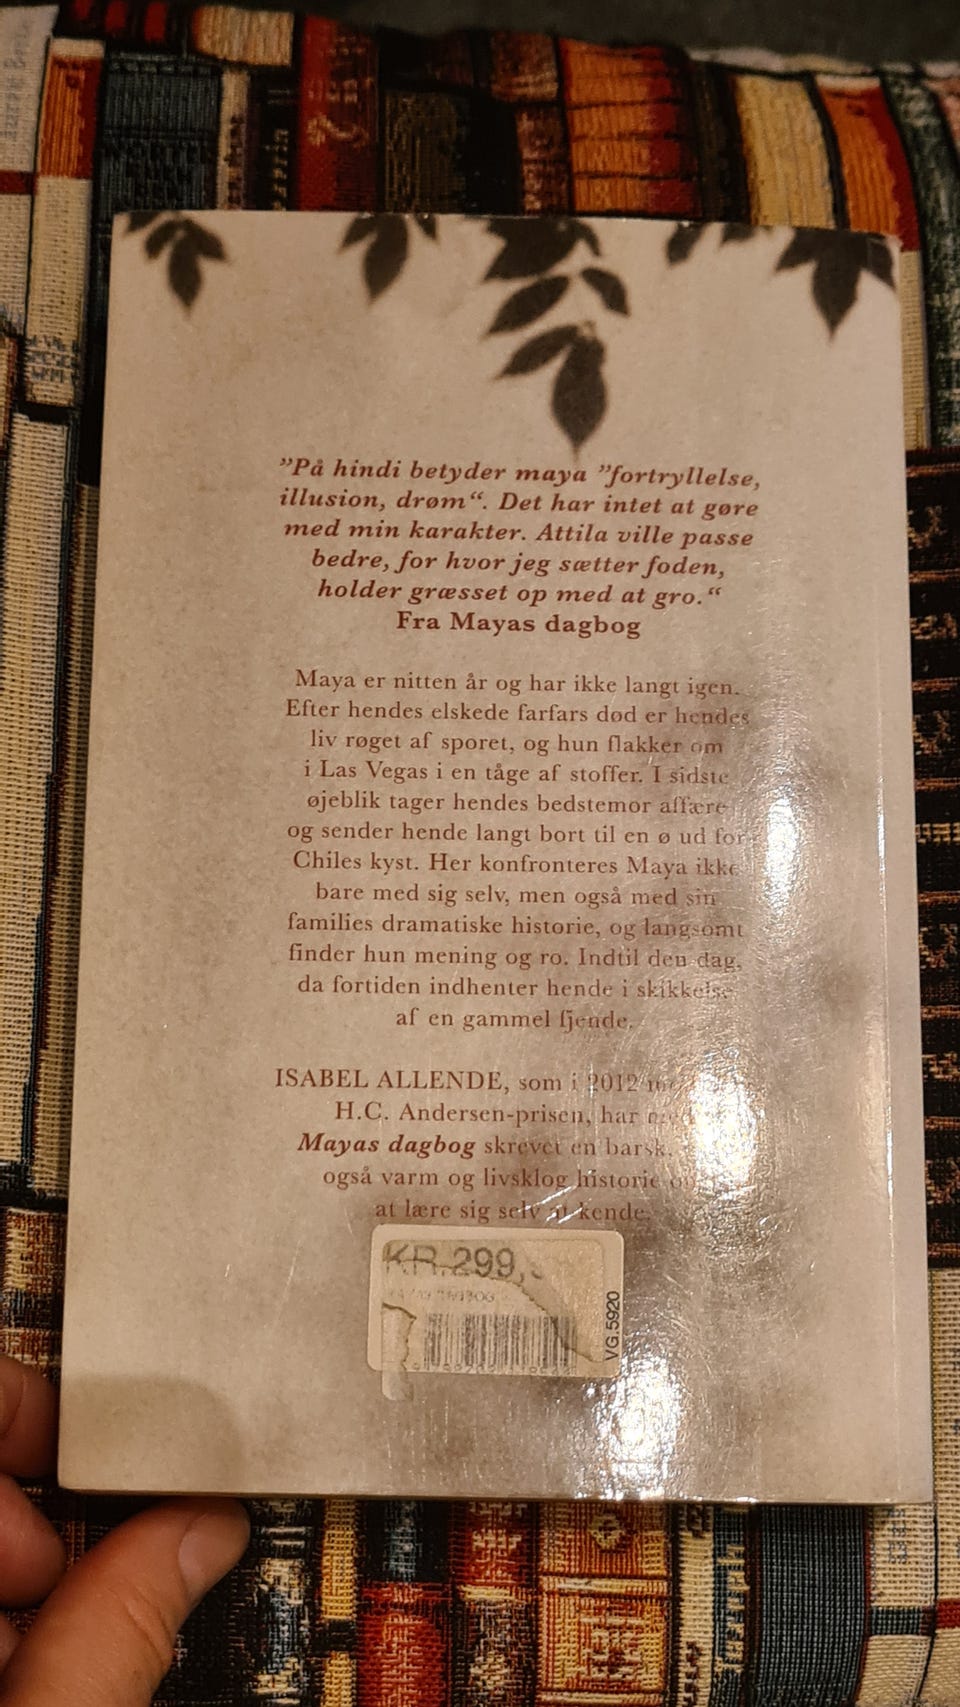 ”På hindi betyder maya ”fortryllelse,
illusion, drøm“. Det har intet at gøre
med min karakter. Attila ville passe
bedre, for hvor jeg sætter foden,
holder græsset op med at gro.“
Fra Mayas dagbog
Maya er nitten år og har ikke langt igen.
Efter hendes elskede farfars død er hendes
liv røget af sporet, og hun flakker om
i Las Vegas i en tåge af stoffer. I sidste
øjeblik tager hendes bedstemor affære
og sender hende langt bort til en ø ud for
Chiles kyst. Her konfronteres Maya ikke
bare med sig selv, men også med sin
families dramatiske historie, og langsomt
finder hun mening og ro. Indtil den dag,
da fortiden indhenter hende i skikkelse
af en gammel fjende.
ISABEL ALLENDE, som i 2012
H.C. Andersen-prisen, har
Mayas dagbog skrevet en barsk,
også varm og livsklog historie
at lære sig selv at kende.
KR.299,
VG.5920